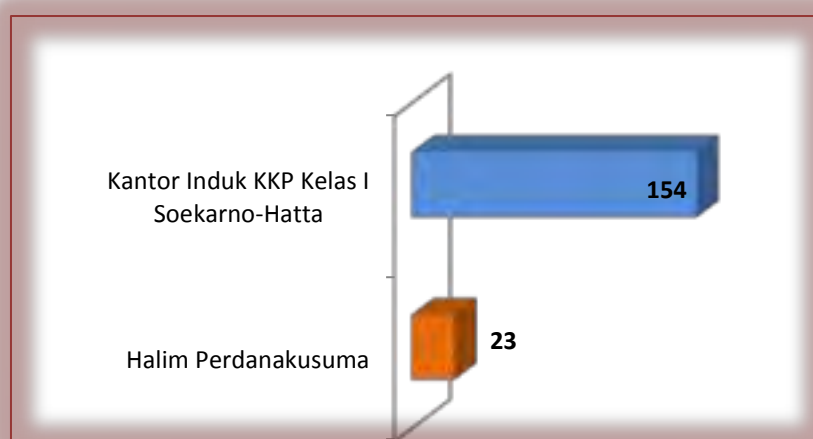 Kantor Induk KKP Kelas I
Soekarno-Hatta
154
Halim Perdanakusuma
23